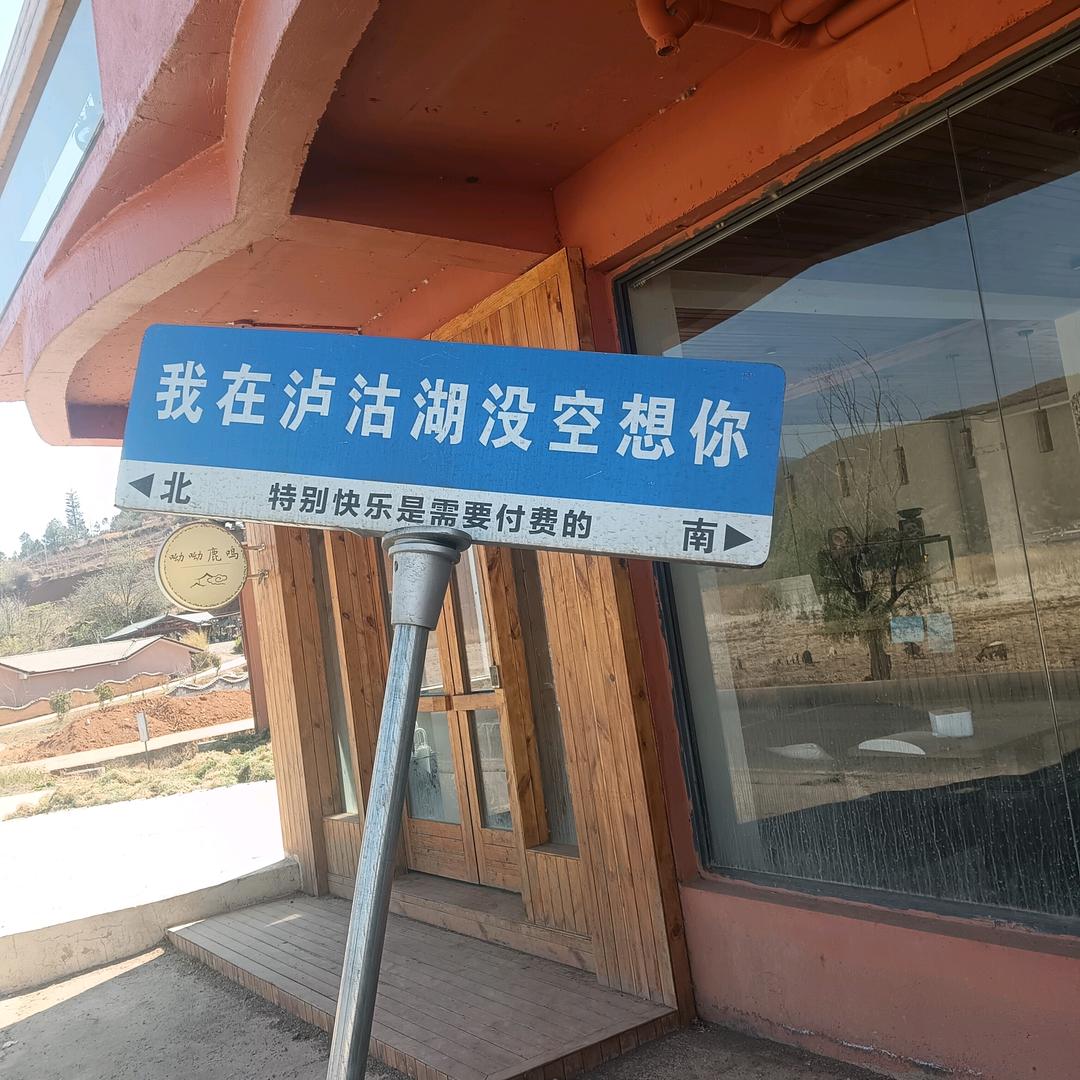 我在泸沽湖没空想你
北 特别快乐是需要付费的 南
呦呦鹿鸣